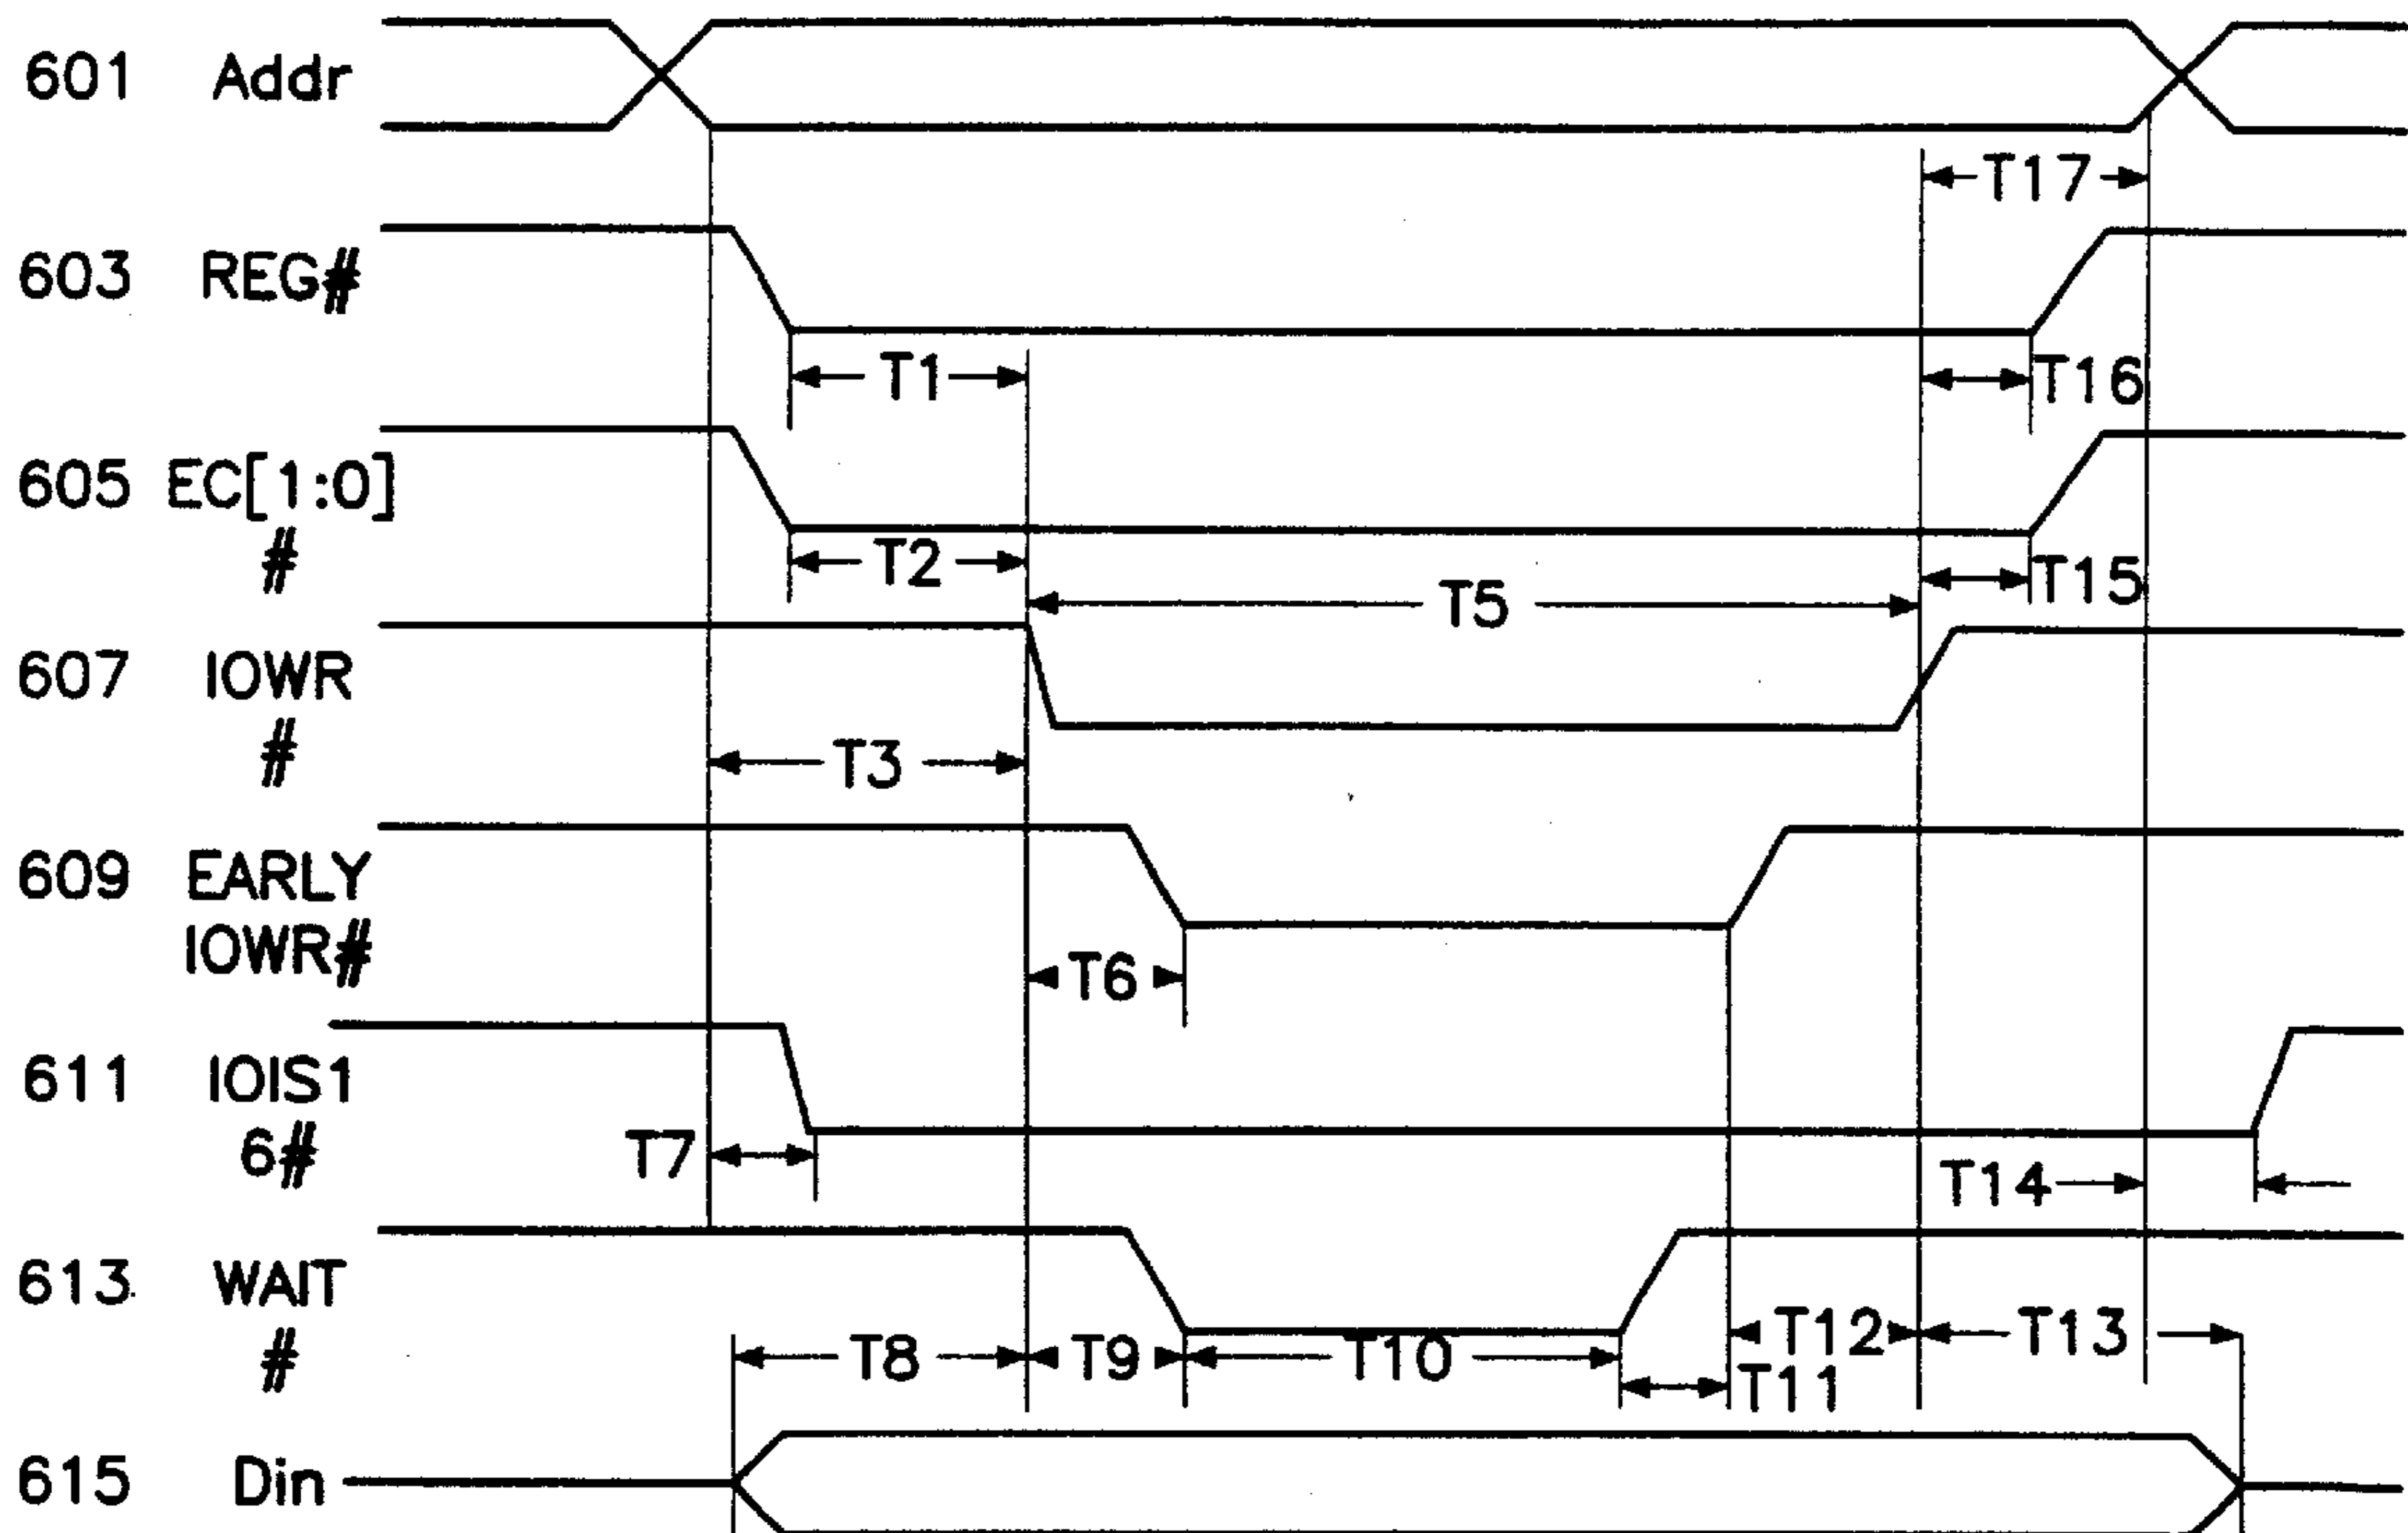 601 Addr
T17
603 REG#
T1
T16
605 EC[1:0]
#
T2
T15
T5
607 IOWR
#
T3
609 EARLY
IOWR#
T6
611 IOIS1
6#
T7
T14
613 WAIT
#
T8
T9
T10
T11
T12
T13
615 Din